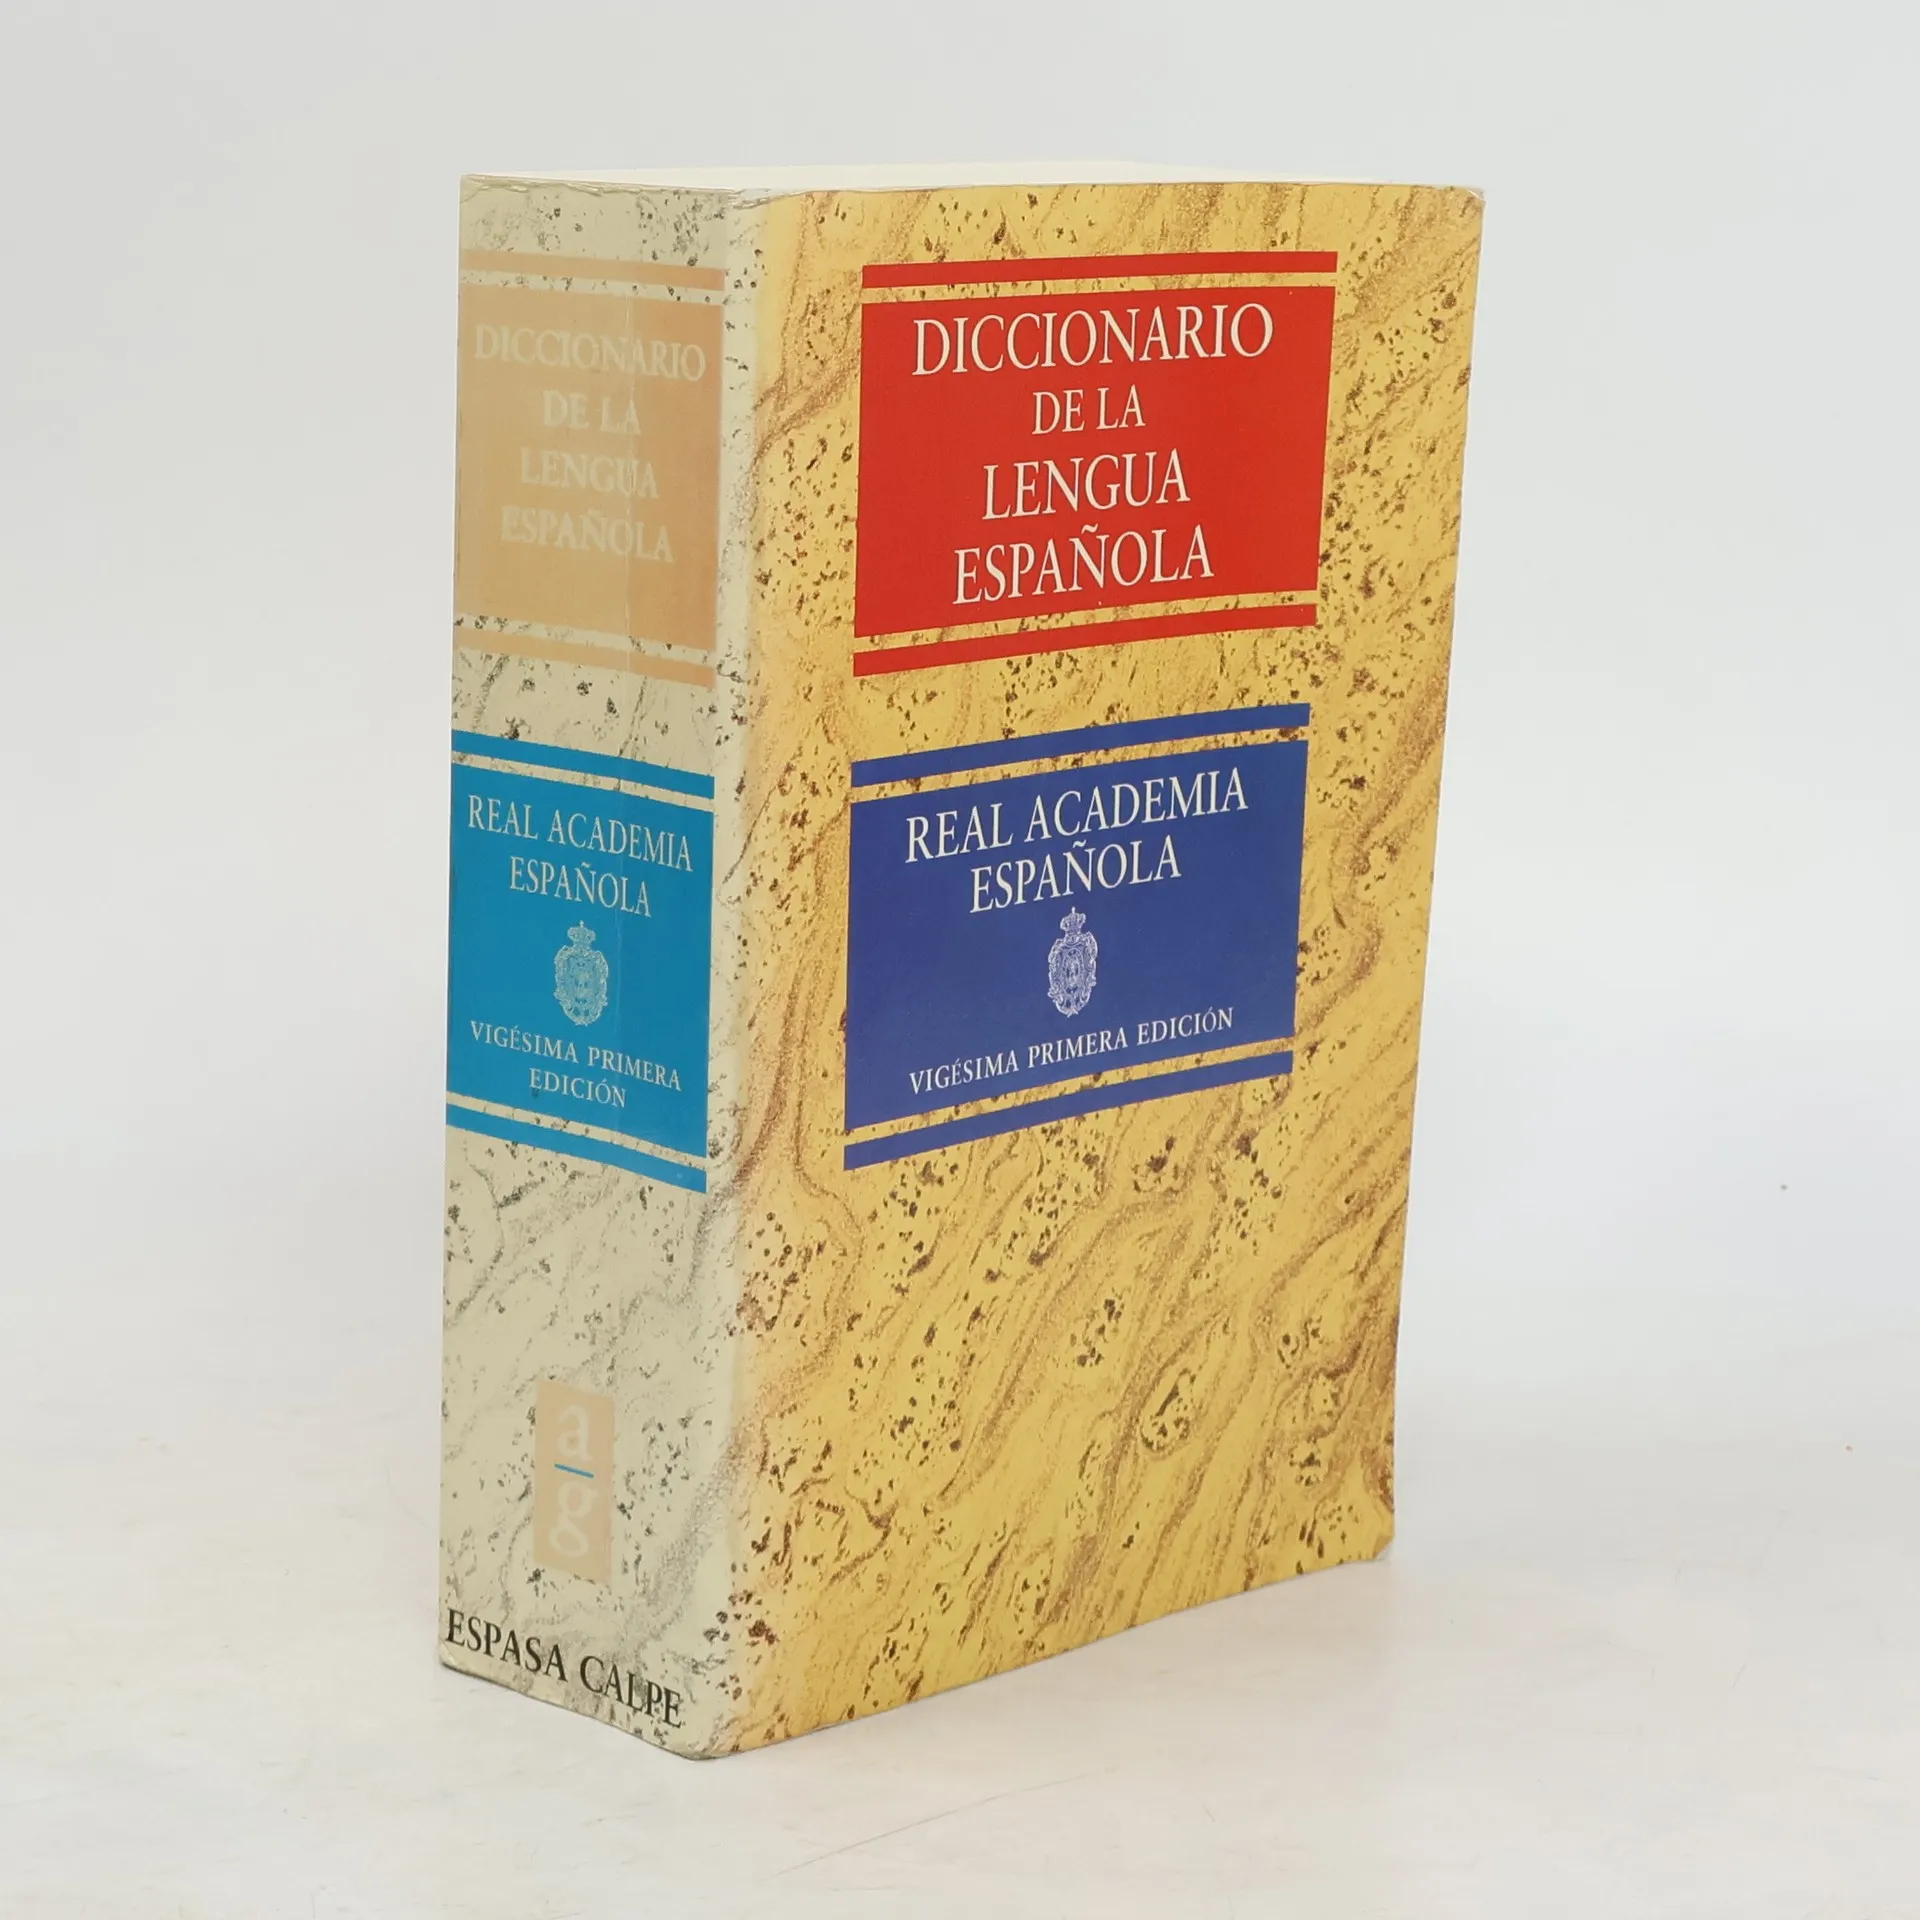 DICCIONARIO
DE LA
LENGUA
ESPAÑOLA
REAL ACADEMIA
ESPAÑOLA
VIGÉSIMA PRIMERA
EDICIÓN
a
g
ESPASA CALPE
DICCIONARIO
DE LA
LENGUA
ESPAÑOLA
REAL ACADEMIA
ESPAÑOLA
VIGÉSIMA PRIMERA EDICIÓN